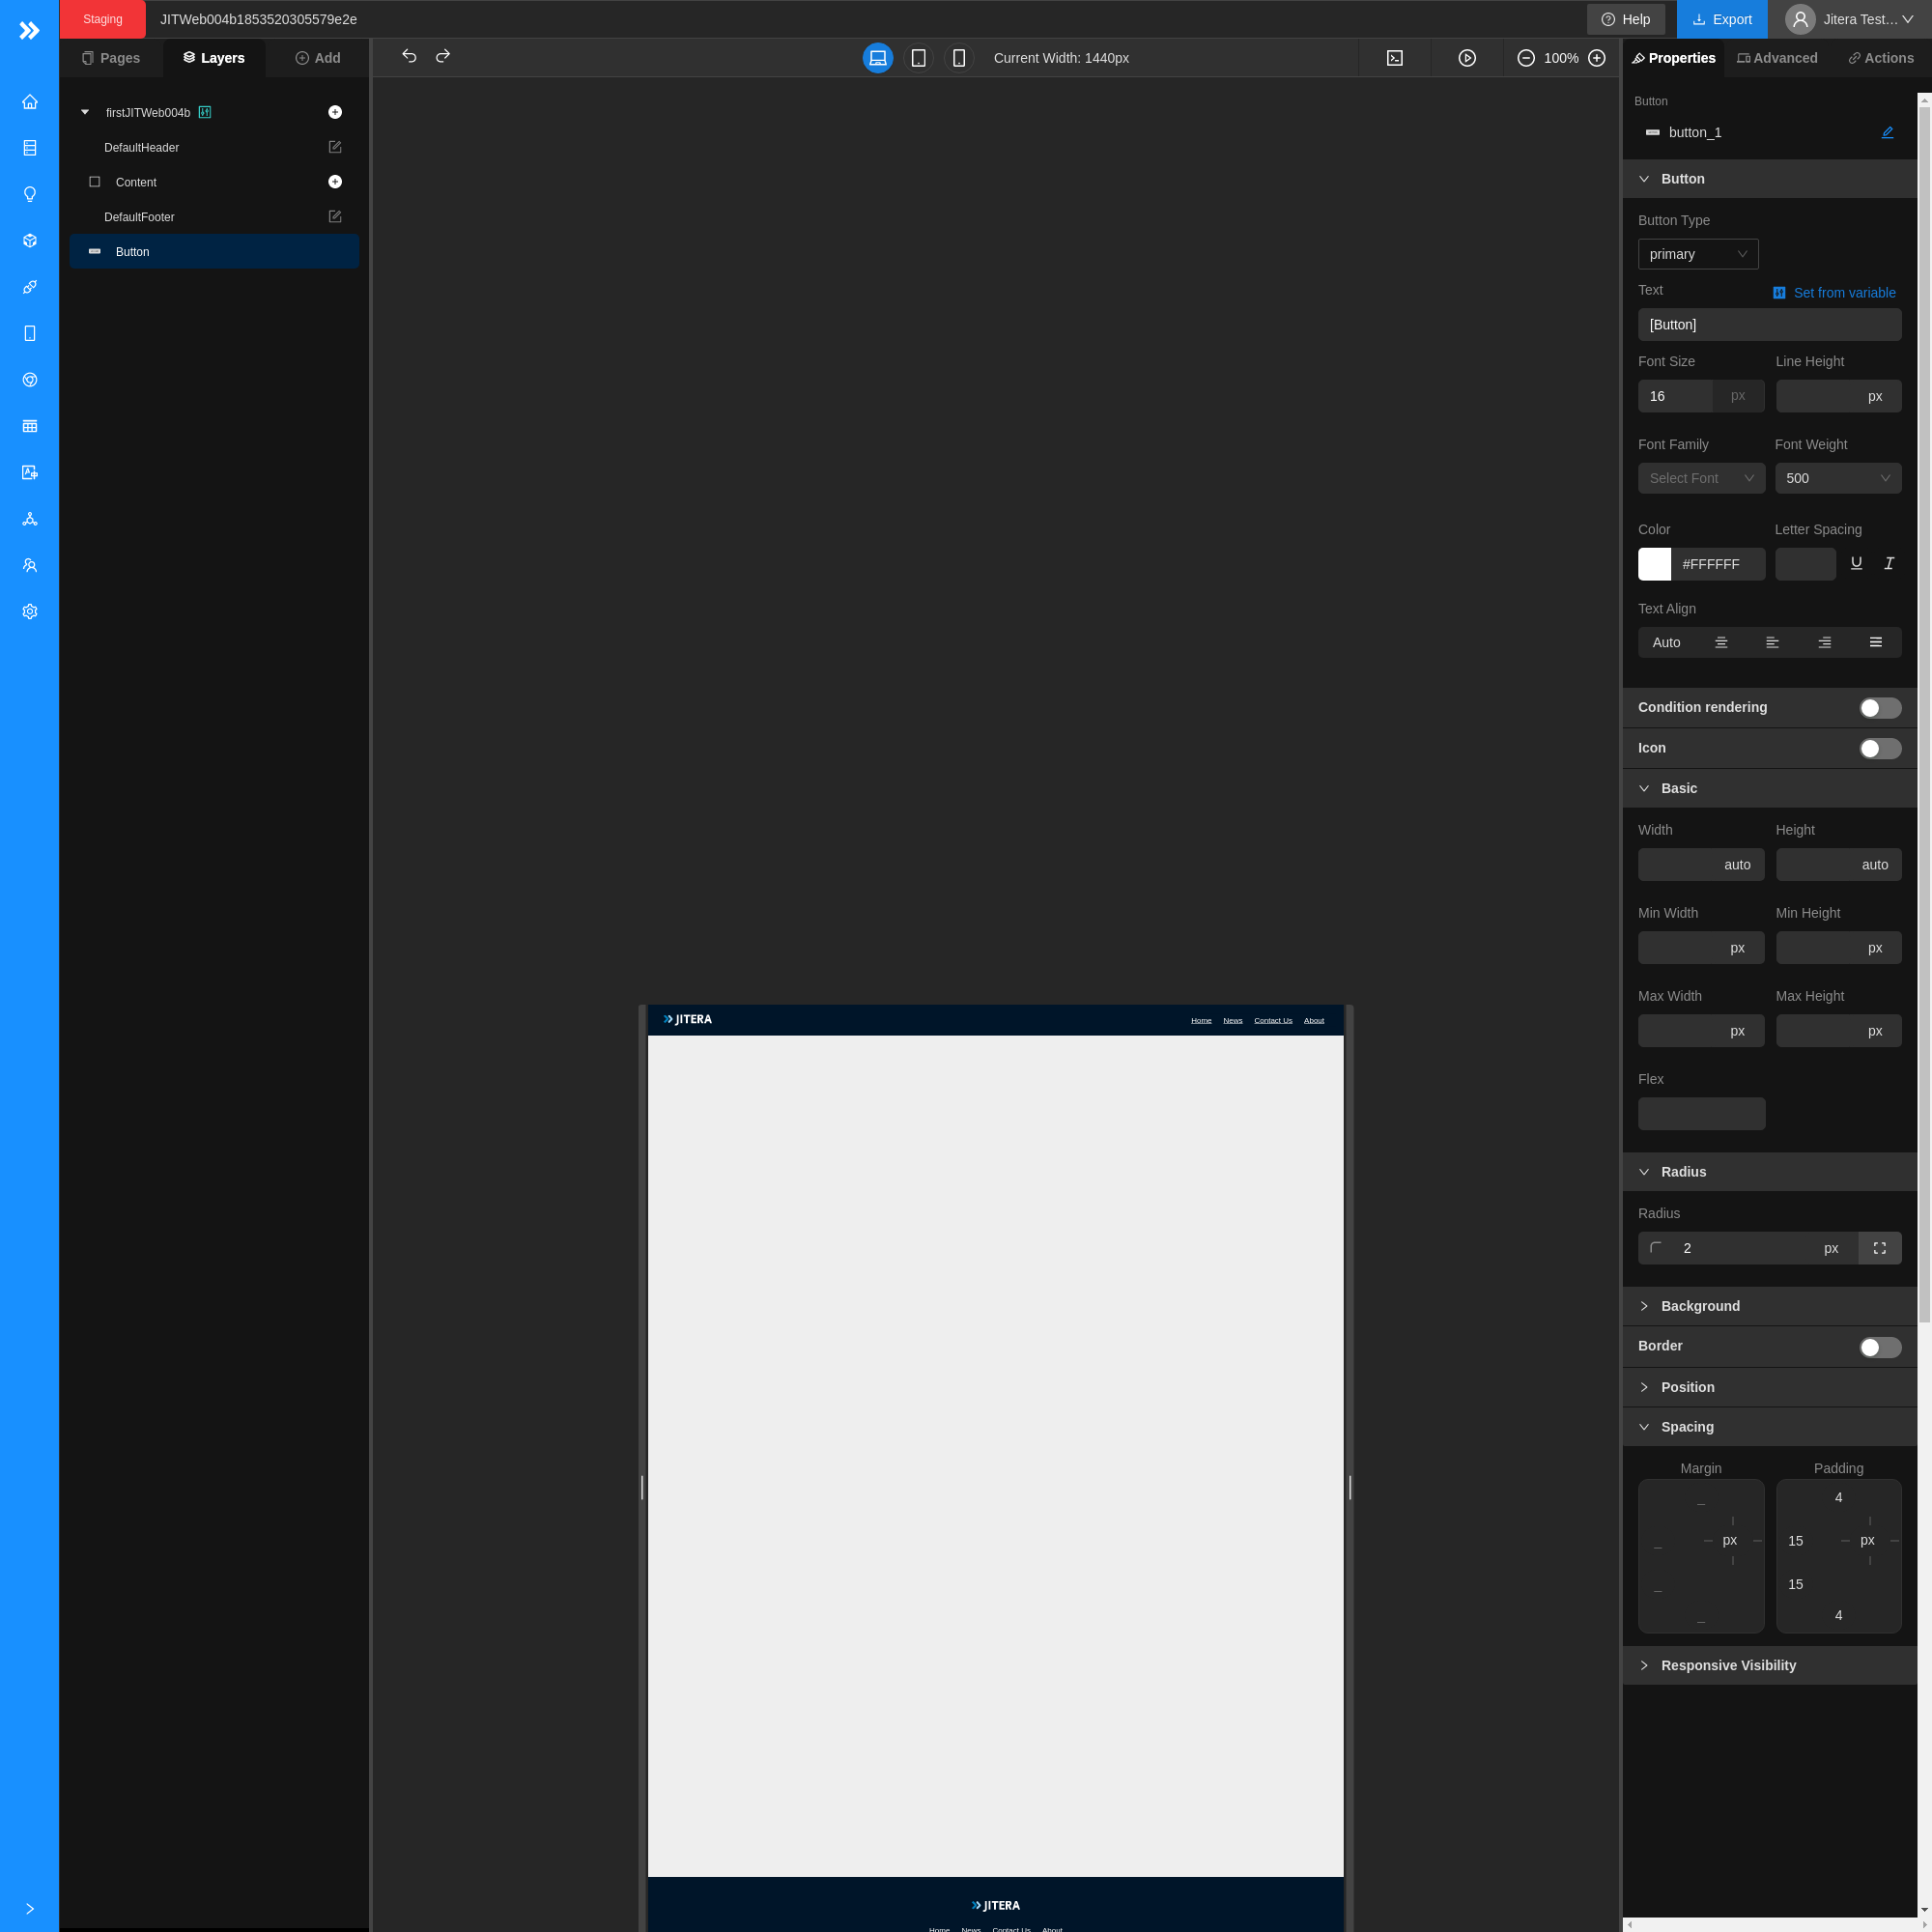 Staging
JITWeb004b1853520305579e2e
Help
Export
Jitera Test...
Pages
Layers
Add
Current Width: 1440px
100%
Properties
Advanced
Actions
firstJITWeb004b
DefaultHeader
Content
DefaultFooter
Button
Button
button_1
Button
Button Type
primary
Text
Set from variable
[Button]
Font Size
Line Height
16
px
px
Font Family
Font Weight
Select Font
500
Color
Letter Spacing
#FFFFFF
Text Align
Auto
Condition rendering
Icon
Basic
Width
Height
auto
auto
Min Width
Min Height
px
px
Max Width
Max Height
px
px
Flex
Radius
Radius
2
px
Background
Border
Position
Spacing
Margin
Padding
4
px
15
px
15
4
Responsive Visibility
JITERA
Home
News
Contact Us
About
JITERA
Home
News
Contact Us
About